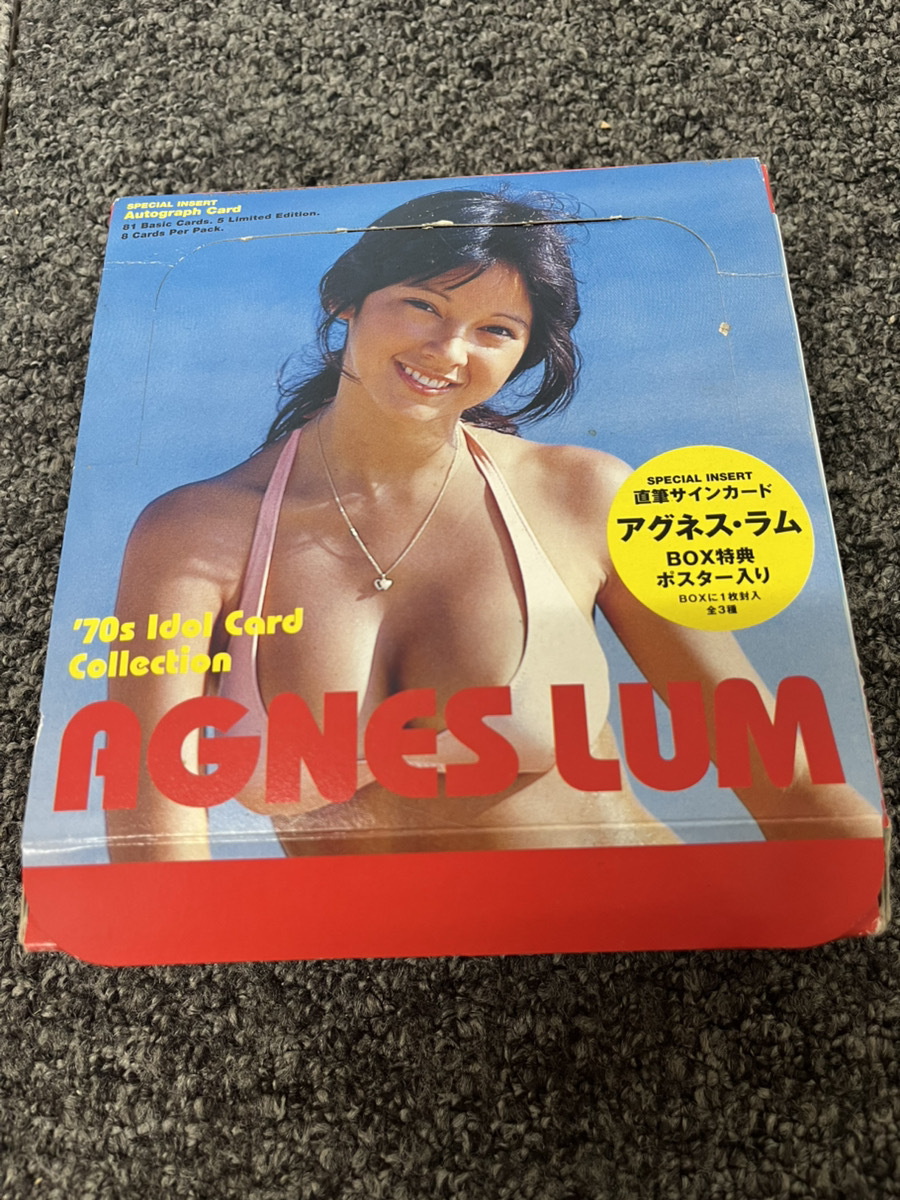 SPECIAL INSERT
Autograph Card
81 Basic Cards. 5 Limited Edition.
8 Cards Per Pack.
SPECIAL INSERT
直筆サインカード
アグネス・ラム
BOX特典
ポスター入り
BOXに1枚封入
全3種
'70s Idol Card
Collection
AGNES LUM